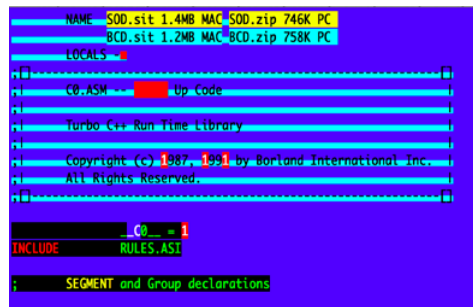 NAME SOD.sit 1.4MB MAC SOD.zip 746K PC
BCD.sit 1.2MB MAC BCD.zip 758K PC
LOCALS -
;[]------------------------------------------------[]
;| C0.ASM -- Up Code |
;| |
;| Turbo C++ Run Time Library |
;| |
;| Copyright (c) 1987, 1991 by Borland International Inc. |
;| All Rights Reserved. |
;[]------------------------------------------------[]
__C0__ = 1
INCLUDE RULES.ASI
; SEGMENT and Group declarations